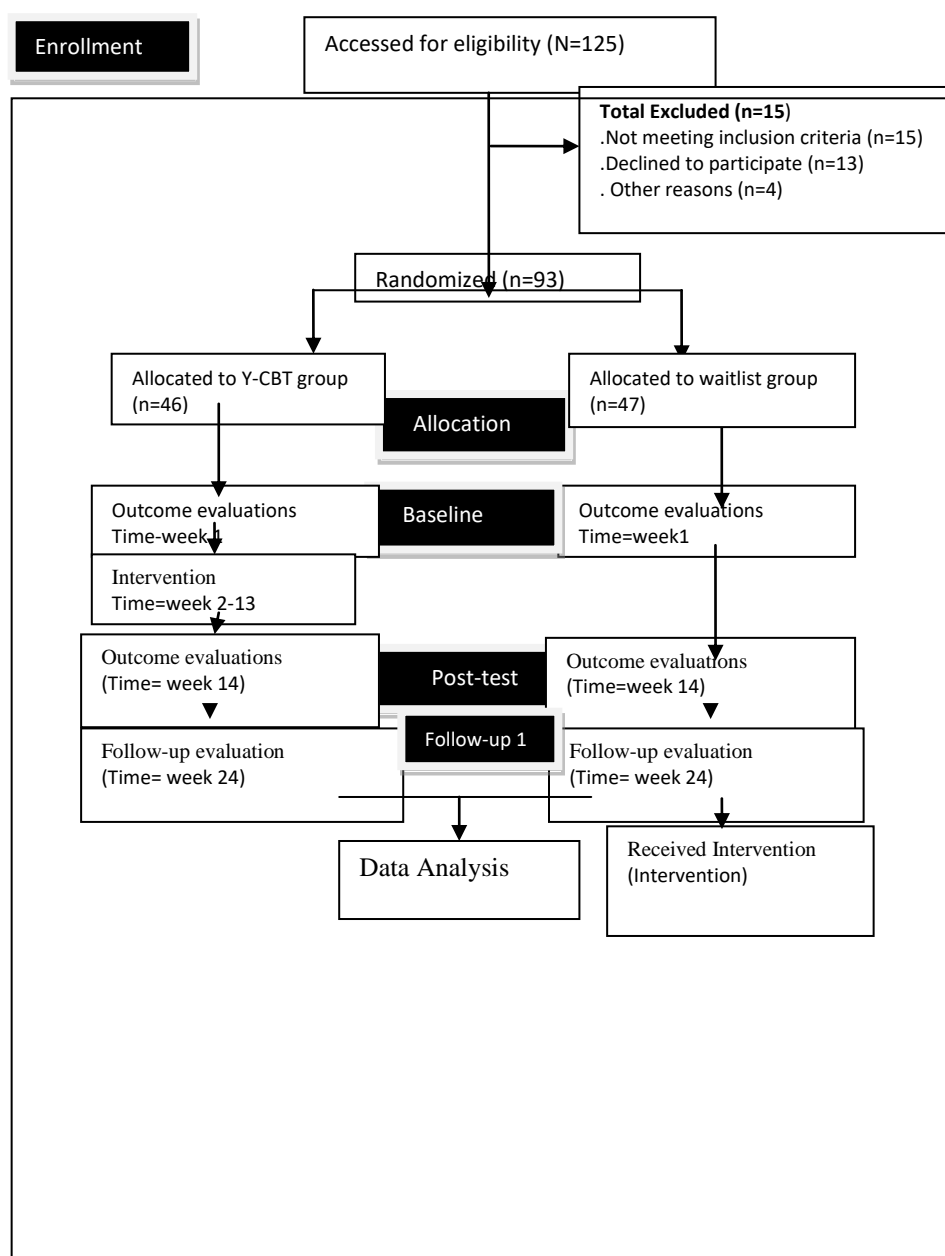 Enrollment
Accessed for eligibility (N=125)
Total Excluded (n=15)
.Not meeting inclusion criteria (n=15)
.Declined to participate (n=13)
. Other reasons (n=4)
Randomized (n=93)
Allocated to Y-CBT group
(n=46)
Allocated to waitlist group
(n=47)
Allocation
Outcome evaluations
Time-week 1
Baseline
Outcome evaluations
Time=week1
Intervention
Time=week 2-13
Outcome evaluations
(Time= week 14)
Post-test
Outcome evaluations
(Time=week 14)
Follow-up evaluation
(Time= week 24)
Follow-up 1
Follow-up evaluation
(Time= week 24)
Data Analysis
Received Intervention
(Intervention)